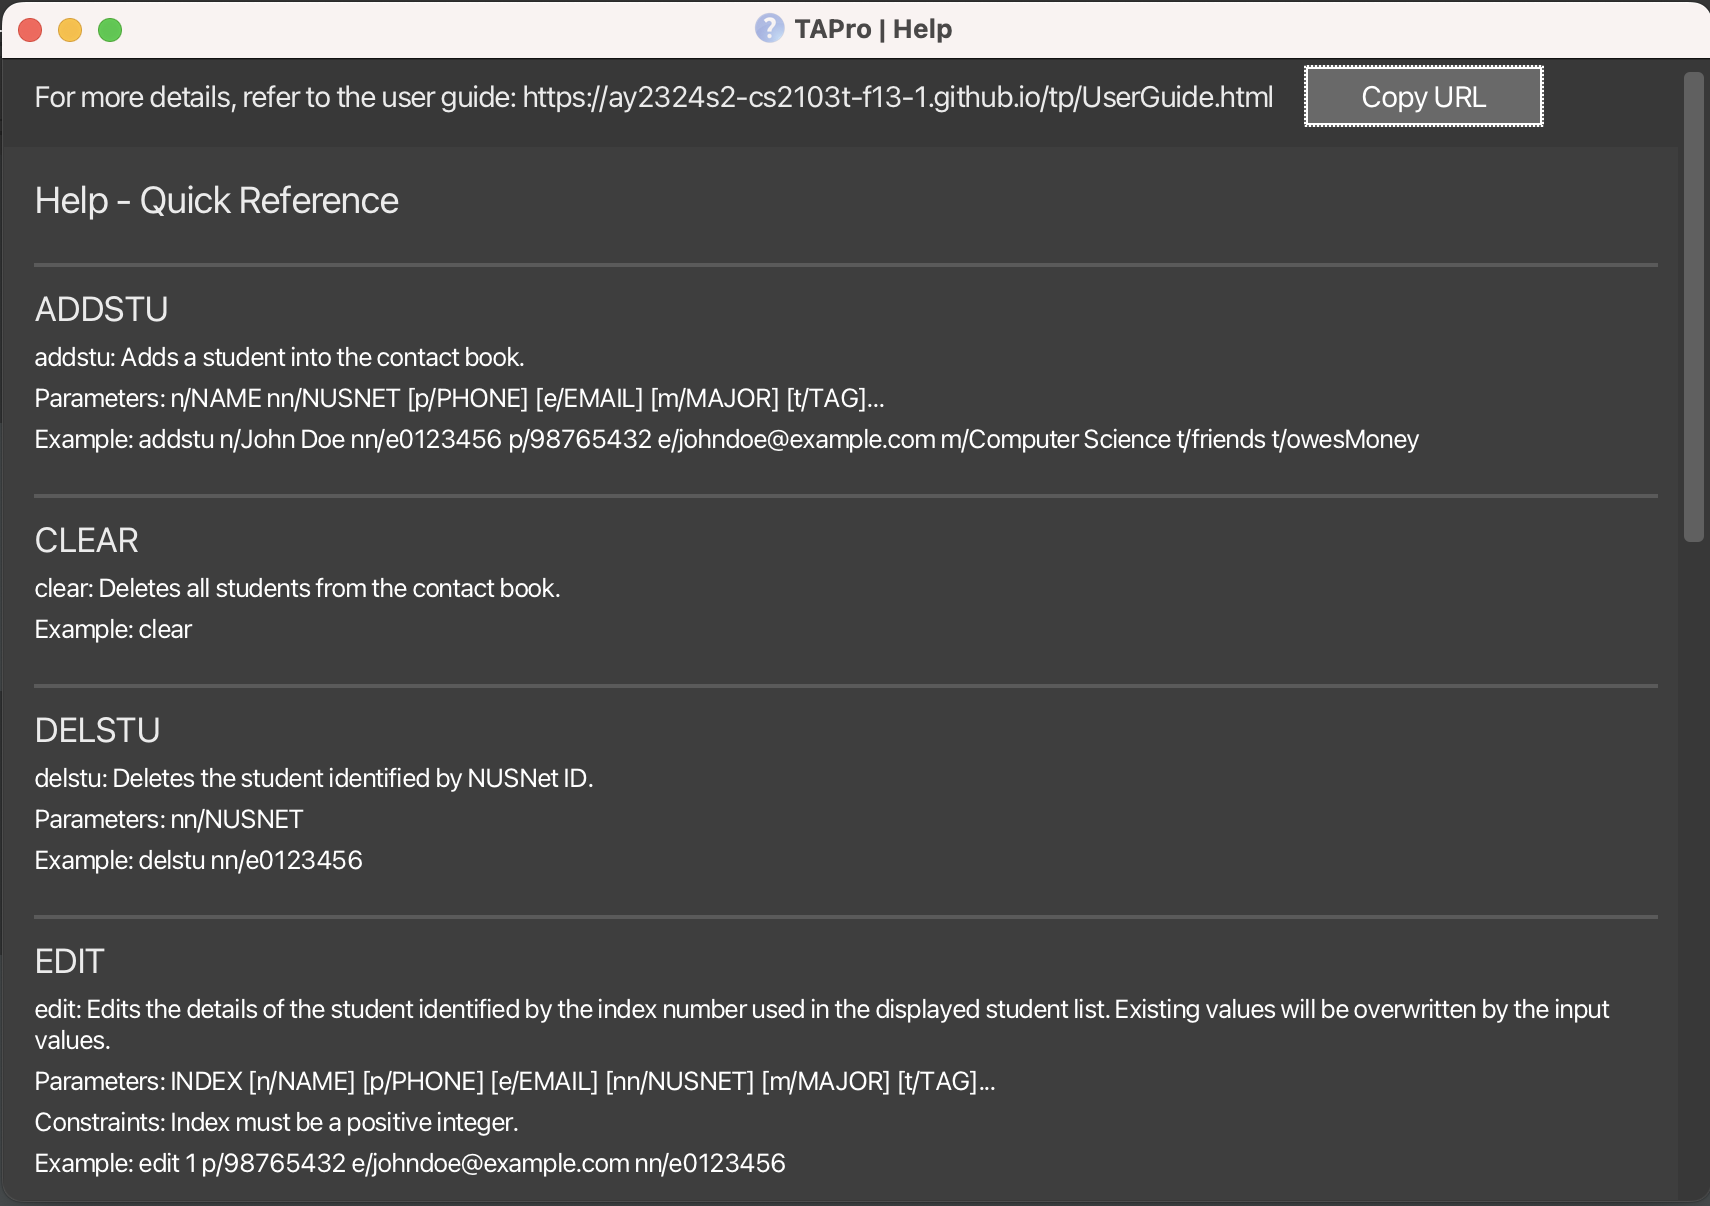 TAPro | Help
For more details, refer to the user guide: https://ay2324s2-cs2103t-f13-1.github.io/tp/UserGuide.html
Copy URL
Help - Quick Reference
ADDSTU
addstu: Adds a student into the contact book.
Parameters: n/NAME nn/NUSNET [p/PHONE] [e/EMAIL] [m/MAJOR] [t/TAG]...
Example: addstu n/John Doe nn/e0123456 p/98765432 e/johndoe@example.com m/Computer Science t/friends t/owesMoney
CLEAR
clear: Deletes all students from the contact book.
Example: clear
DELSTU
delstu: Deletes the student identified by NUSNet ID.
Parameters: nn/NUSNET
Example: delstu nn/e0123456
EDIT
edit: Edits the details of the student identified by the index number used in the displayed student list. Existing values will be overwritten by the input
values.
Parameters: INDEX [n/NAME] [p/PHONE] [e/EMAIL] [nn/NUSNET] [m/MAJOR] [t/TAG]...
Constraints: Index must be a positive integer.
Example: edit 1 p/98765432 e/johndoe@example.com nn/e0123456